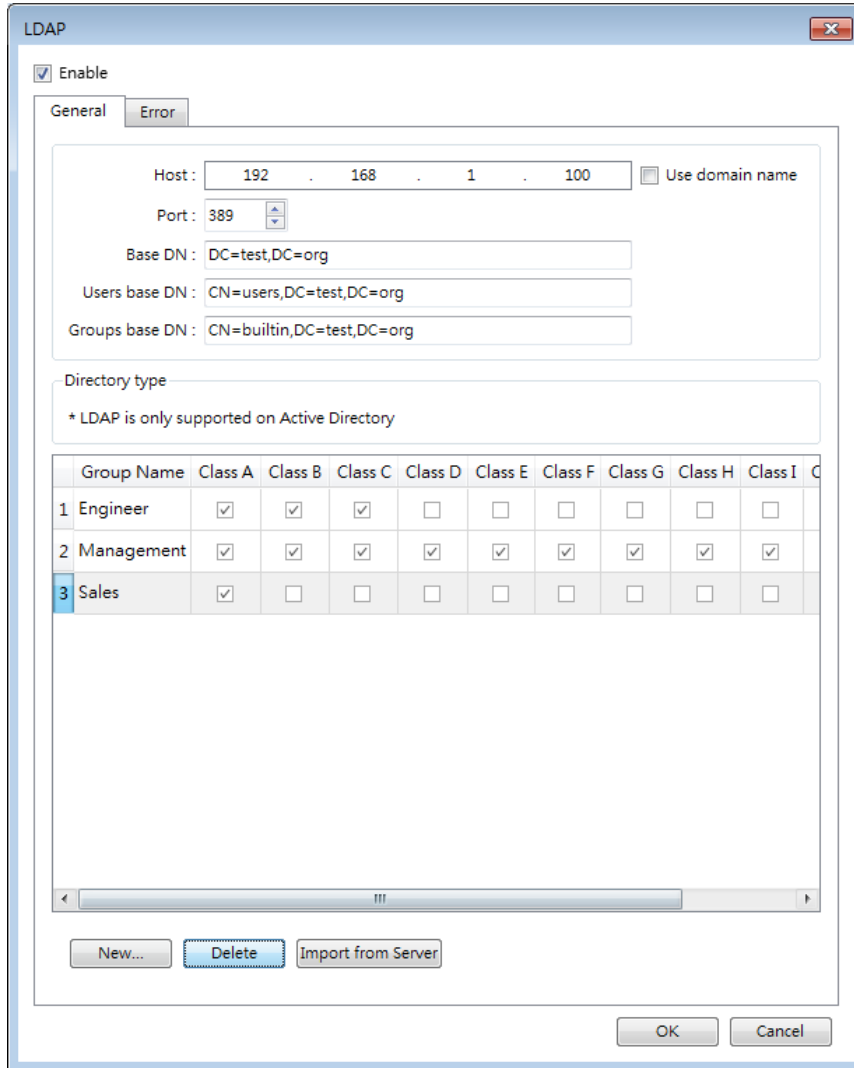 LDAP
Enable
General Error
Host : 192 . 168 . 1 . 100 Use domain name
Port : 389
Base DN : DC=test,DC=org
Users base DN : CN=users,DC=test,DC=org
Groups base DN : CN=builtin,DC=test,DC=org
Directory type
* LDAP is only supported on Active Directory
Group Name Class A Class B Class C Class D Class E Class F Class G Class H Class I C
1 Engineer
2 Management
3 Sales
New... Delete Import from Server
OK Cancel